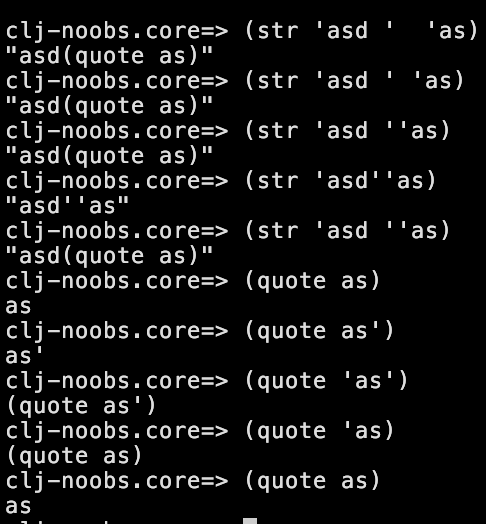 clj-noobs.core=> (str 'asd '  'as)
"asd(quote as)"
clj-noobs.core=> (str 'asd ' 'as)
"asd(quote as)"
clj-noobs.core=> (str 'asd ''as)
"asd(quote as)"
clj-noobs.core=> (str 'asd''as)
"asd''as"
clj-noobs.core=> (str 'asd ''as)
"asd(quote as)"
clj-noobs.core=> (quote as)
as
clj-noobs.core=> (quote as')
as'
clj-noobs.core=> (quote 'as')
(quote as')
clj-noobs.core=> (quote 'as)
(quote as)
clj-noobs.core=> (quote as)
as